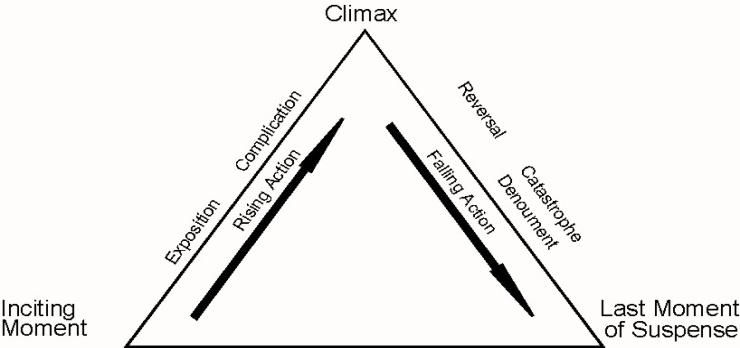 Climax
Complication
Exposition
Rising Action
Reversal
Falling Action
Catastrophe
Denoument
Inciting
Moment
Last Moment
of Suspense